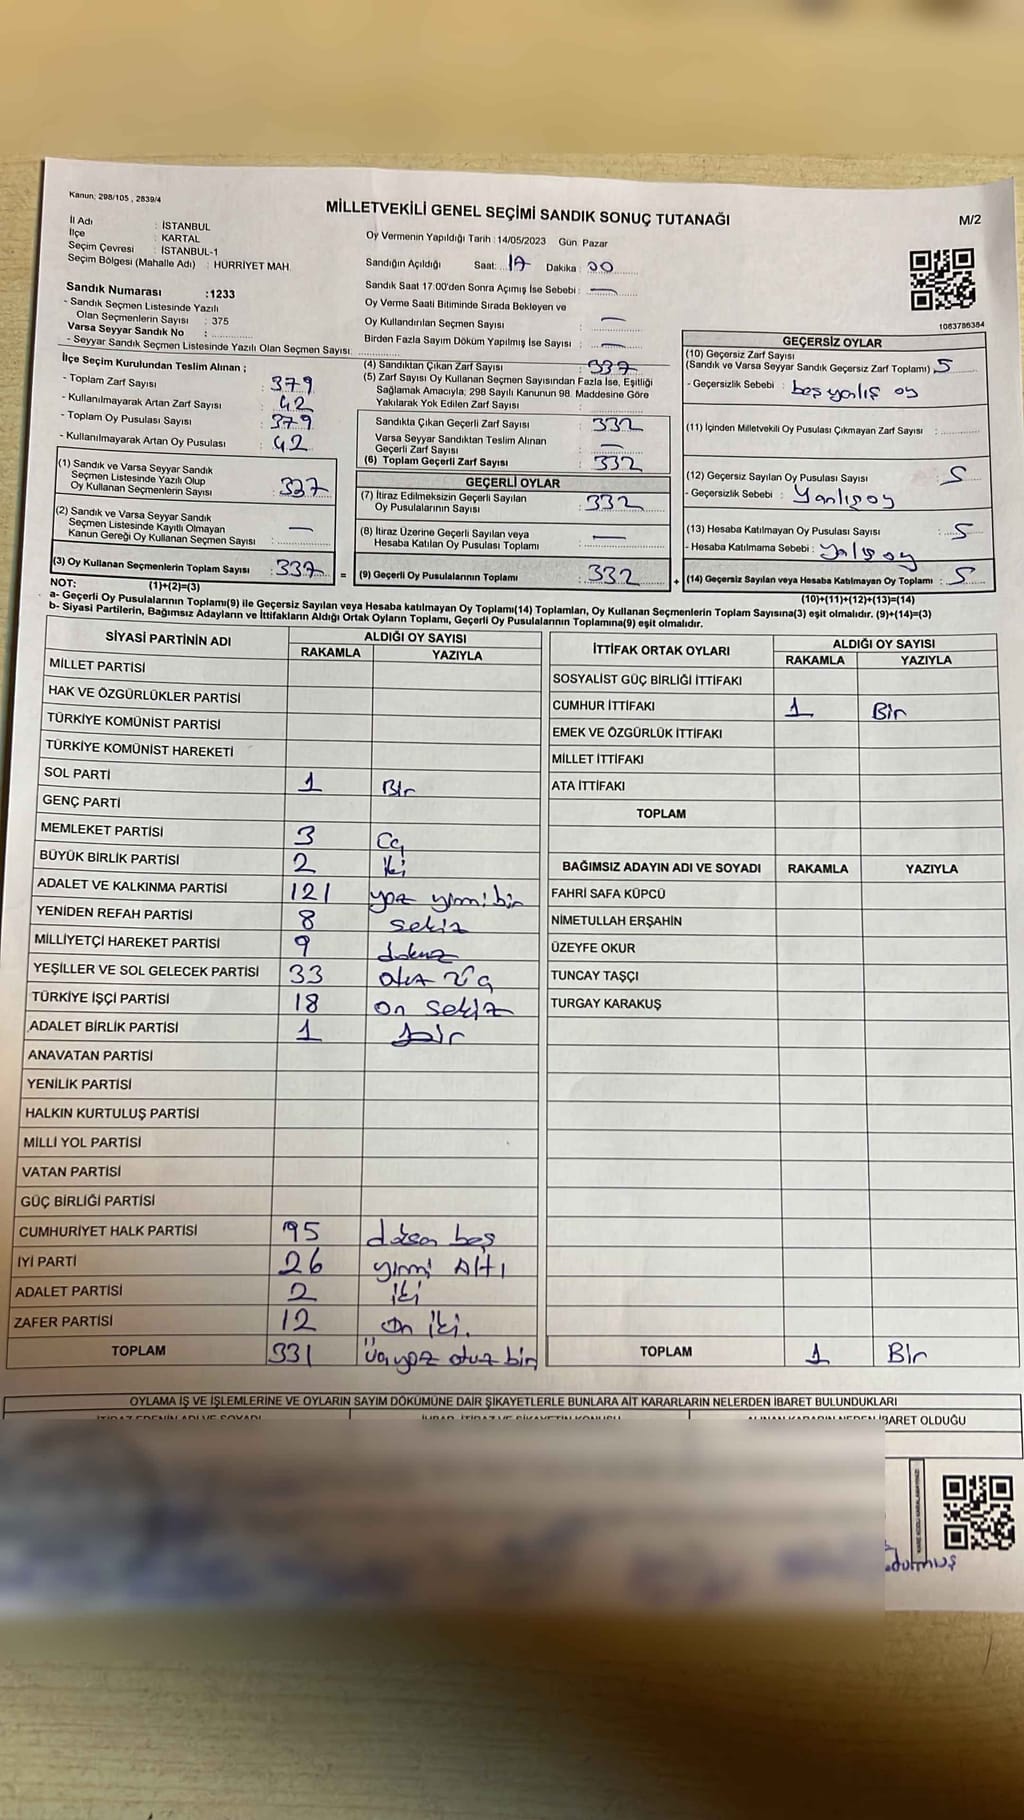 Kanun; 298/105 , 2839/4
MİLLETVEKİLİ GENEL SEÇİMİ SANDIK SONUÇ TUTANAĞI
M/2
İl Adı : İSTANBUL
İlçe : KARTAL
Seçim Çevresi : İSTANBUL-1
Seçim Bölgesi (Mahalle Adı) : HÜRRİYET MAH.
Oy Vermenin Yapıldığı Tarih : 14/05/2023 Gün Pazar
Sandığın Açıldığı Saat: 17 Dakika : 00
Sandık Saat 17:00'den Sonra Açımış İse Sebebi : —
Oy Verme Saati Bitiminde Sırada Bekleyen ve
Oy Kullandırılan Seçmen Sayısı : —
Birden Fazla Sayım Döküm Yapılmış İse Sayısı : —
1083786384
Sandık Numarası :1233
- Sandık Seçmen Listesinde Yazılı
Olan Seçmenlerin Sayısı : 375
Varsa Seyyar Sandık No :
- Seyyar Sandık Seçmen Listesinde Yazılı Olan Seçmen Sayısı:
İlçe Seçim Kurulundan Teslim Alınan ;
- Toplam Zarf Sayısı : 379
- Kullanılmayarak Artan Zarf Sayısı : 42
- Toplam Oy Pusulası Sayısı : 379
- Kullanılmayarak Artan Oy Pusulası : 42
(1) Sandık ve Varsa Seyyar Sandık
Seçmen Listesinde Yazılı Olup
Oy Kullanan Seçmenlerin Sayısı : 337
(2) Sandık ve Varsa Seyyar Sandık
Seçmen Listesinde Kayıtlı Olmayan
Kanun Gereği Oy Kullanan Seçmen Sayısı : —
(3) Oy Kullanan Seçmenlerin Toplam Sayısı : 337 =
(1)+(2)=(3)
(4) Sandıktan Çıkan Zarf Sayısı : 337
(5) Zarf Sayısı Oy Kullanan Seçmen Sayısından Fazla İse, Eşitliği
Sağlamak Amacıyla, 298 Sayılı Kanunun 98. Maddesine Göre
Yakılarak Yok Edilen Zarf Sayısı :
Sandıkta Çıkan Geçerli Zarf Sayısı : 332
Varsa Seyyar Sandıktan Teslim Alınan
Geçerli Zarf Sayısı : —
(6) Toplam Geçerli Zarf Sayısı : 332
GEÇERLİ OYLAR
(7) İtiraz Edilmeksizin Geçerli Sayılan
Oy Pusulalarının Sayısı : 332
(8) İtiraz Üzerine Geçerli Sayılan veya
Hesaba Katılan Oy Pusulası Toplamı : —
(9) Geçerli Oy Pusulalarının Toplamı : 332 +
GEÇERSİZ OYLAR
(10) Geçersiz Zarf Sayısı
(Sandık ve Varsa Seyyar Sandık Geçersiz Zarf Toplamı) : 5
- Geçersizlik Sebebi : beş yalış oy
(11) İçinden Milletvekili Oy Pusulası Çıkmayan Zarf Sayısı :
(12) Geçersiz Sayılan Oy Pusulası Sayısı : 5
- Geçersizlik Sebebi : Yanlış oy
(13) Hesaba Katılmayan Oy Pusulası Sayısı : 5
- Hesaba Katılmama Sebebi : Yalış oy
(14) Geçersiz Sayılan veya Hesaba Katılmayan Oy Toplamı : 5
(10)+(11)+(12)+(13)=(14)
NOT:
a- Geçerli Oy Pusulalarının Toplamı(9) ile Geçersiz Sayılan veya Hesaba katılmayan Oy Toplamı(14) Toplamları, Oy Kullanan Seçmenlerin Toplam Sayısına(3) eşit olmalıdır. (9)+(14)=(3)
b- Siyasi Partilerin, Bağımsız Adayların ve İttifakların Aldığı Ortak Oyların Toplamı, Geçerli Oy Pusulalarının Toplamına(9) eşit olmalıdır.
SİYASİ PARTİNİN ADI ALDIĞI OY SAYISI
RAKAMLA YAZIYLA
MİLLET PARTİSİ
HAK VE ÖZGÜRLÜKLER PARTİSİ
TÜRKİYE KOMÜNİST PARTİSİ
TÜRKİYE KOMÜNİST HAREKETİ
SOL PARTİ 1 Bir
GENÇ PARTİ
MEMLEKET PARTİSİ 3
BÜYÜK BİRLİK PARTİSİ 2 iki
ADALET VE KALKINMA PARTİSİ 121 yüz yirmi bir
YENİDEN REFAH PARTİSİ 8 sekiz
MİLLİYETÇİ HAREKET PARTİSİ 9 dokuz
YEŞİLLER VE SOL GELECEK PARTİSİ 33 otuz üç
TÜRKİYE İŞÇİ PARTİSİ 18 on sekiz
ADALET BİRLİK PARTİSİ 1 bir
ANAVATAN PARTİSİ
YENİLİK PARTİSİ
HALKIN KURTULUŞ PARTİSİ
MİLLİ YOL PARTİSİ
VATAN PARTİSİ
GÜÇ BİRLİĞİ PARTİSİ
CUMHURİYET HALK PARTİSİ 95 doksan beş
İYİ PARTİ 26 yirmi Altı
ADALET PARTİSİ 2 iki
ZAFER PARTİSİ 12 On iki.
TOPLAM 331 üçyüz otuz bir
İTTİFAK ORTAK OYLARI ALDIĞI OY SAYISI
RAKAMLA YAZIYLA
SOSYALİST GÜÇ BİRLİĞİ İTTİFAKI
CUMHUR İTTİFAKI 1 Bir
EMEK VE ÖZGÜRLÜK İTTİFAKI
MİLLET İTTİFAKI
ATA İTTİFAKI
TOPLAM
BAĞIMSIZ ADAYIN ADI VE SOYADI RAKAMLA YAZIYLA
FAHRİ SAFA KÜPCÜ
NİMETULLAH ERŞAHİN
ÜZEYFE OKUR
TUNCAY TAŞÇI
TURGAY KARAKUŞ
TOPLAM 1 Bir
OYLAMA İŞ VE İŞLEMLERİNE VE OYLARIN SAYIM DÖKÜMÜNE DAİR ŞİKAYETLERLE BUNLARA AİT KARARLARIN NELERDEN İBARET BULUNDUKLARI
İBARET OLDUĞU